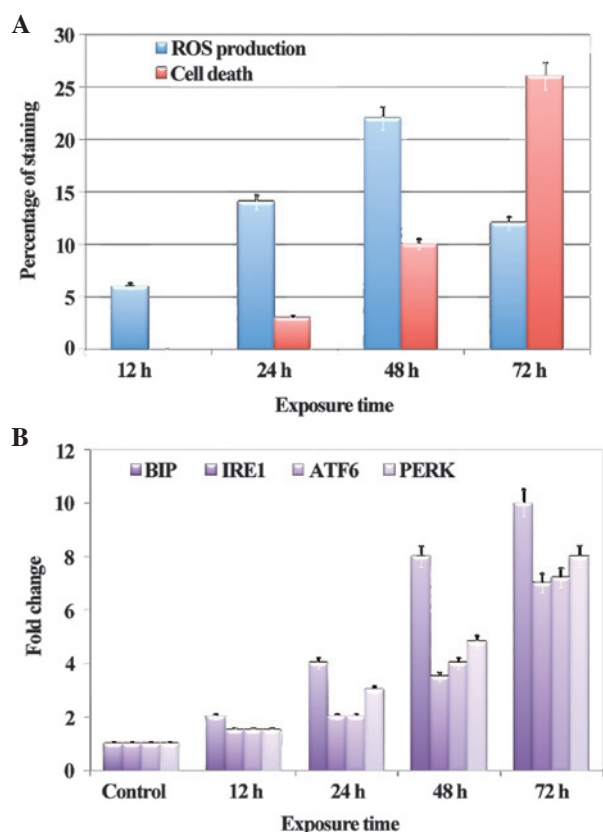 A
30
25
20
15
10
5
0
Percentage of staining
ROS production
Cell death
12 h 24 h 48 h 72 h
Exposure time
B
12
10
8
6
4
2
0
Fold change
BIP IRE1 ATF6 PERK
Control 12 h 24 h 48 h 72 h
Exposure time